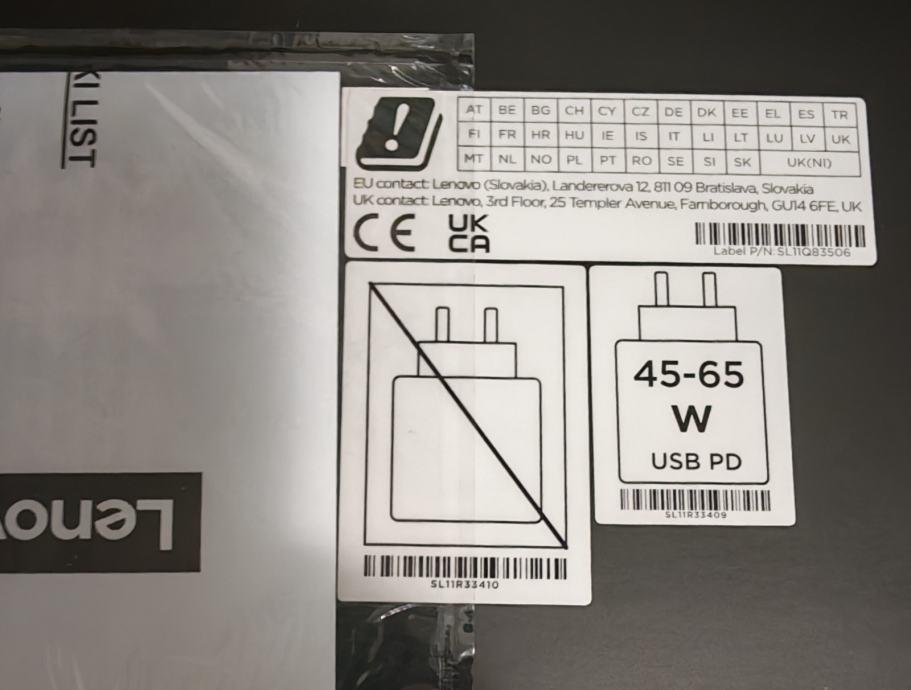 KI LIST
AT BE BG CH CY CZ DE DK EE EL ES TR
FI FR HR HU IE IS IT LI LT LU LV UK
MT NL NO PL PT RO SE SI SK UK(NI)
EU contact: Lenovo (Slovakia), Landererova 12, 811 09 Bratislava, Slovakia
UK contact: Lenovo, 3rd Floor, 25 Templer Avenue, Farnborough, GU14 6FE, UK
CE UK
CA
Label P/N: SL11Q83506
45-65
W
USB PD
SL11R33409
SL11R33410
Lenov